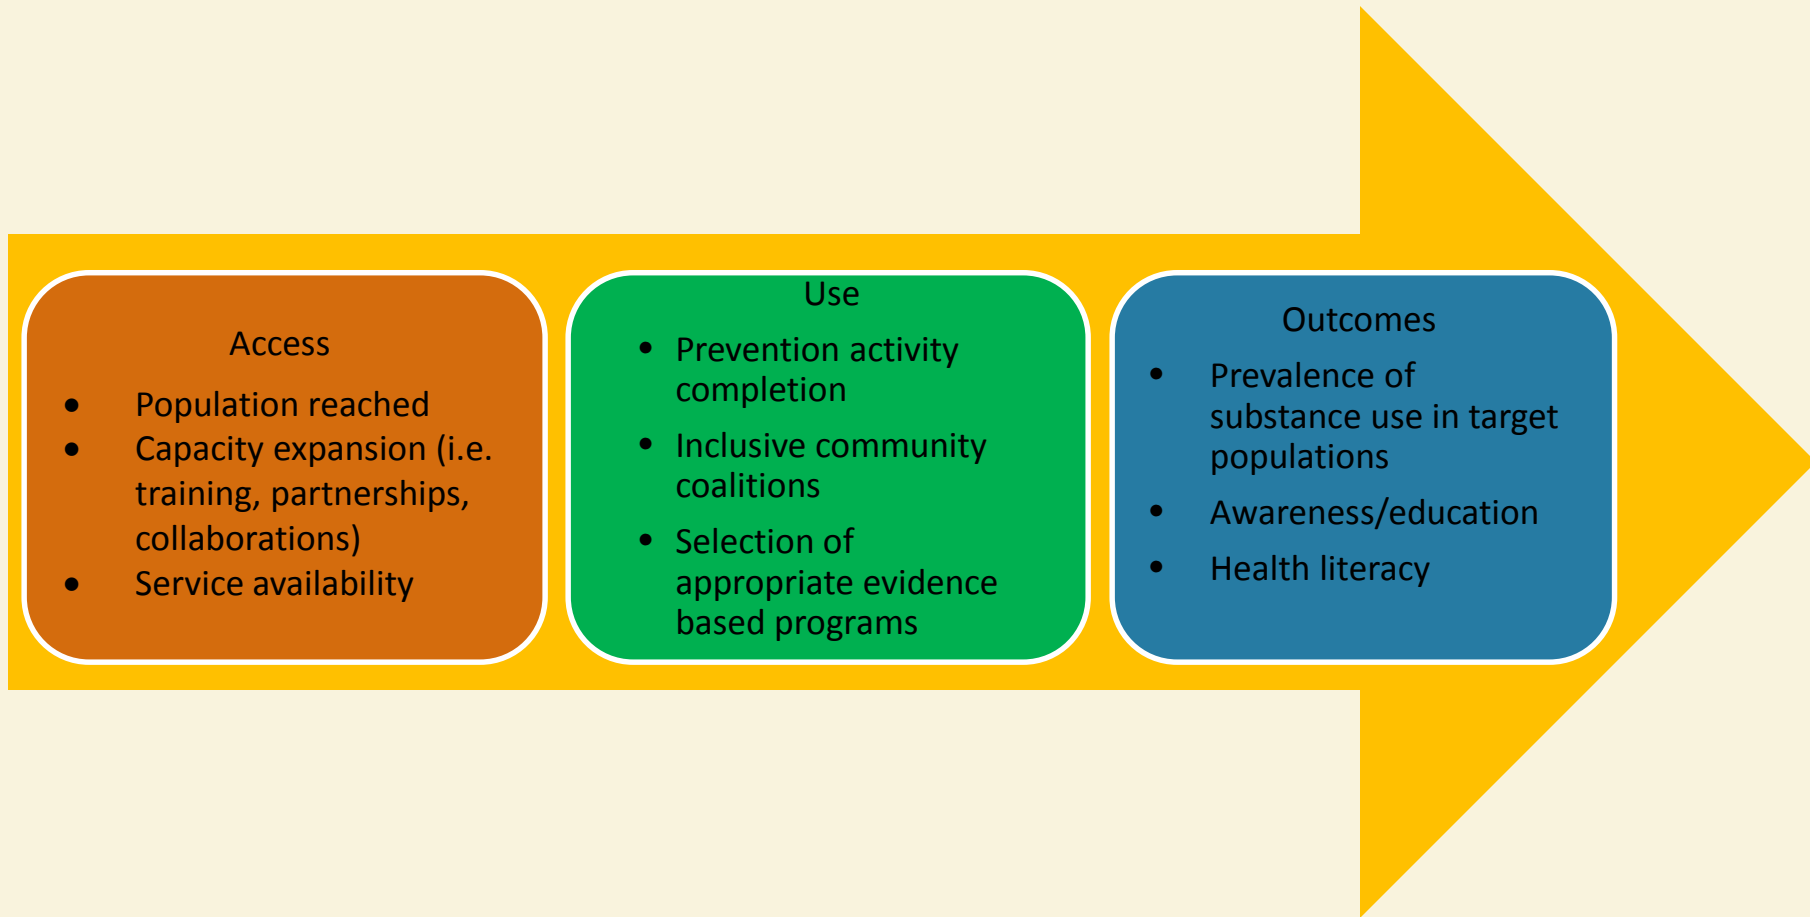 Access
• Population reached
• Capacity expansion (i.e.
training, partnerships,
collaborations)
• Service availability
Use
• Prevention activity
completion
• Inclusive community
coalitions
• Selection of
appropriate evidence
based programs
Outcomes
• Prevalence of
substance use in target
populations
• Awareness/education
• Health literacy